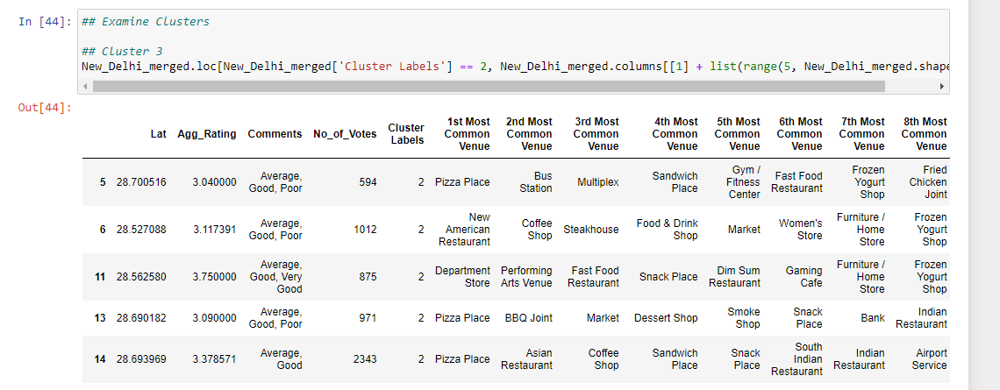 In [44]: ## Examine Clusters
## Cluster 3
New_Delhi_merged.loc[New_Delhi_merged['Cluster Labels'] == 2, New_Delhi_merged.columns[[1] + list(range(5, New_Delhi_merged.shape
Out[44]:
Lat Agg_Rating Comments No_of_Votes Cluster Labels 1st Most Common Venue 2nd Most Common Venue 3rd Most Common Venue 4th Most Common Venue 5th Most Common Venue 6th Most Common Venue 7th Most Common Venue 8th Most Common Venue
5 28.700516 3.040000 Average, Good, Poor 594 2 Pizza Place Bus Station Multiplex Sandwich Place Gym / Fitness Center Fast Food Restaurant Frozen Yogurt Shop Fried Chicken Joint
6 28.527088 3.117391 Average, Good, Poor 1012 2 New American Restaurant Coffee Shop Steakhouse Food & Drink Shop Market Women's Store Furniture / Home Store Frozen Yogurt Shop
11 28.562580 3.750000 Average, Good, Very Good 875 2 Department Store Performing Arts Venue Fast Food Restaurant Snack Place Dim Sum Restaurant Gaming Cafe Furniture / Home Store Frozen Yogurt Shop
13 28.690182 3.090000 Average, Good, Poor 971 2 Pizza Place BBQ Joint Market Dessert Shop Smoke Shop Snack Place Bank Indian Restaurant
14 28.693969 3.378571 Average, Good 2343 2 Pizza Place Asian Restaurant Coffee Shop Sandwich Place Snack Place South Indian Restaurant Indian Restaurant Airport Service